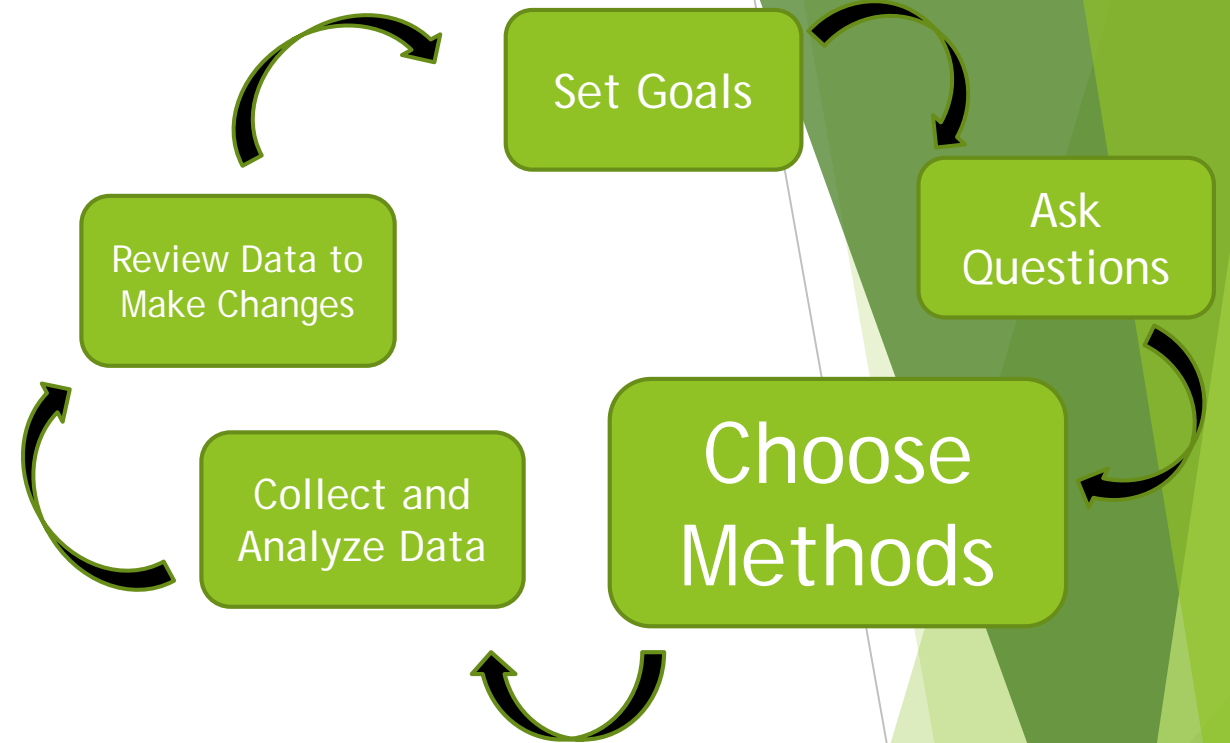 Set Goals
Ask
Questions
Choose
Methods
Collect and
Analyze Data
Review Data to
Make Changes